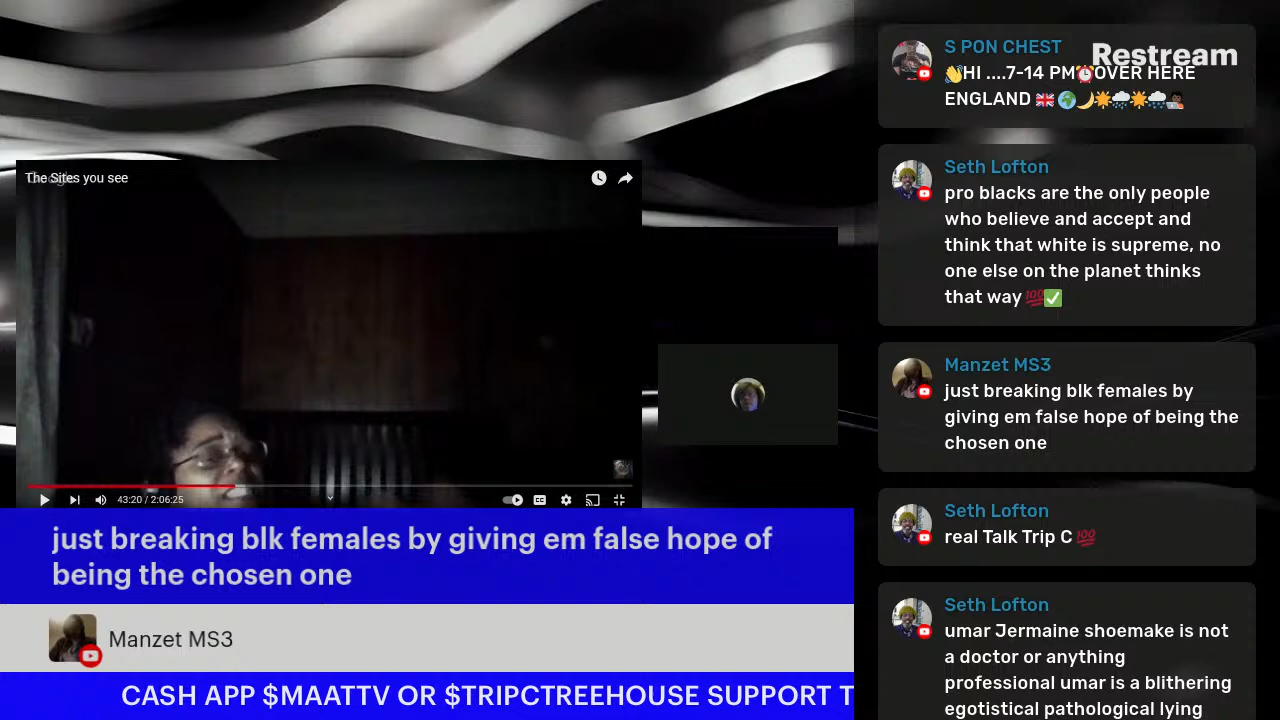 The Sites you see
43:20 / 2:06:25
just breaking blk females by giving em false hope of
being the chosen one
Manzet MS3
CASH APP $MAATTV OR $TRIPCTREEHOUSE SUPPORT T
Restream
S PON CHEST
👋HI ....7-14 PM⏰OVER HERE
ENGLAND 🇬🇧🌍🌙☀️🌧️☀️🌧️👨🏿‍💻
Seth Lofton
pro blacks are the only people
who believe and accept and
think that white is supreme, no
one else on the planet thinks
that way 💯✅
Manzet MS3
just breaking blk females by
giving em false hope of being the
chosen one
Seth Lofton
real Talk Trip C 💯
Seth Lofton
umar Jermaine shoemake is not
a doctor or anything
professional umar is a blithering
egotistical pathological lying